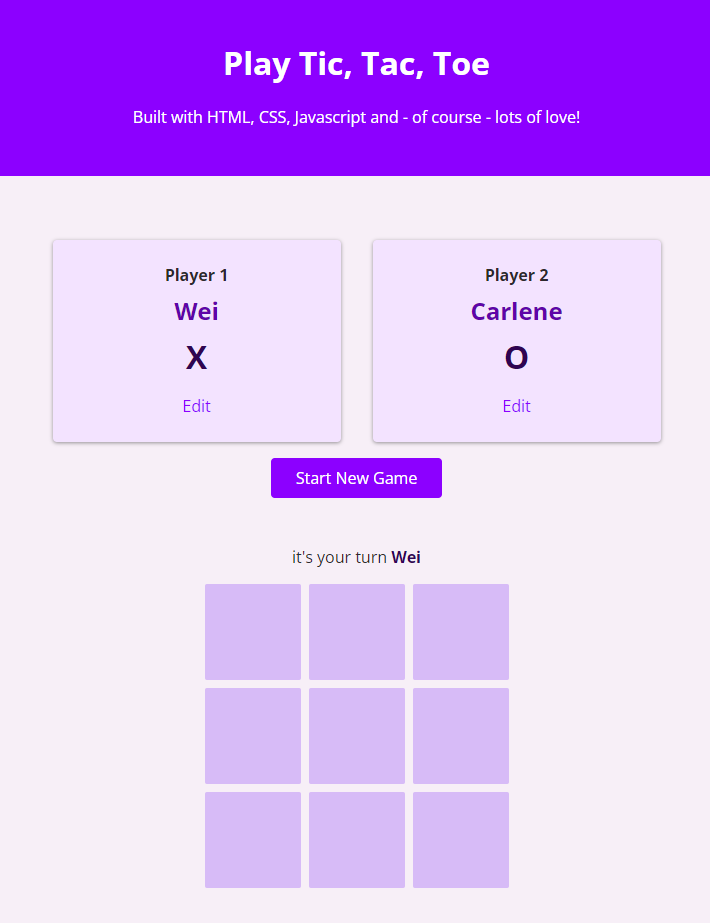 Play Tic, Tac, Toe
Built with HTML, CSS, Javascript and - of course - lots of love!
Player 1
Wei
X
Edit
Player 2
Carlene
O
Edit
Start New Game
it's your turn Wei